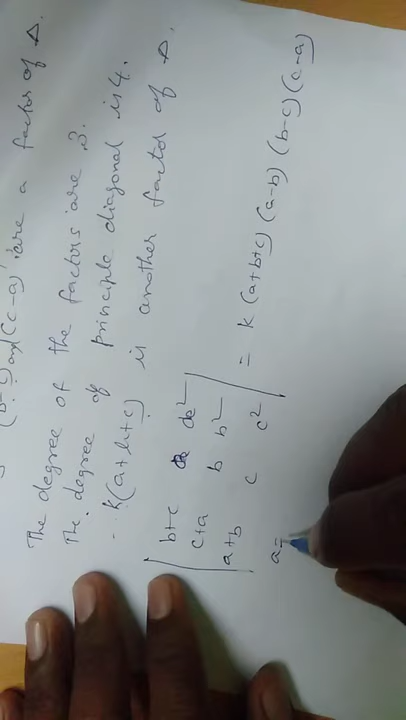 (b-c) and (c-a) are a factor of Δ.
The degree of the factors are 3.
The degree of principle diagonal is 4.
∴ k(a+b+c) is another factor of Δ.
| b+c a a² |
| c+a b b² | = k (a+b+c) (a-b) (b-c) (c-a)
| a+b c c² |
a=